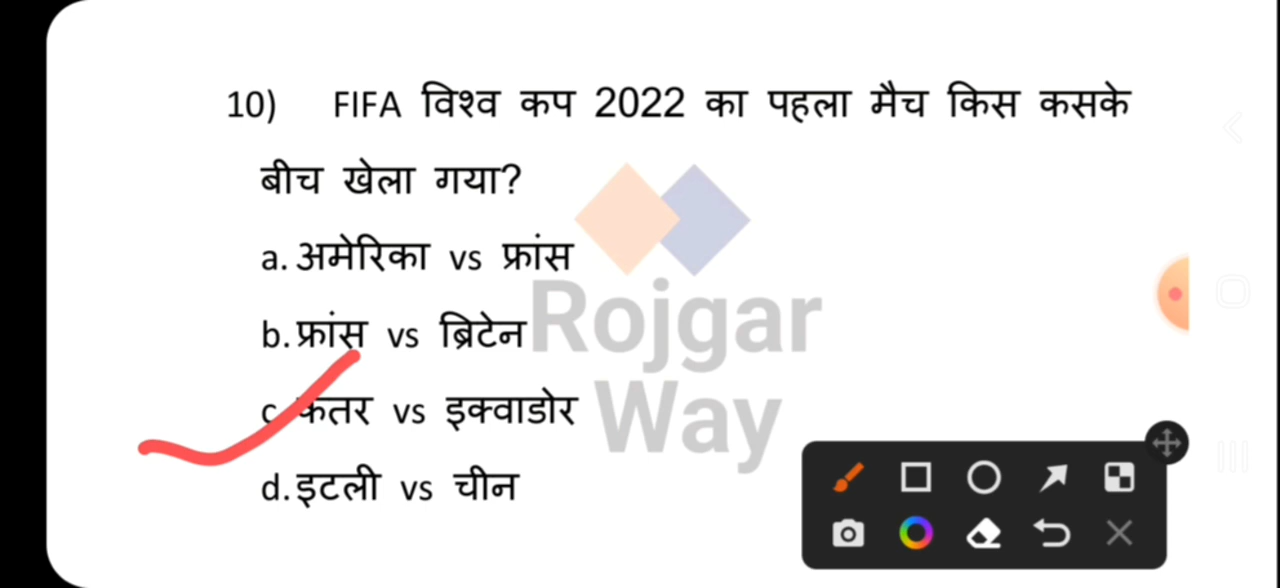 10) FIFA विश्व कप 2022 का पहला मैच किस कसके
बीच खेला गया?
a. अमेरिका vs फ्रांस
b. फ्रांस vs ब्रिटेन
c कतर vs इक्वाडोर
d. इटली vs चीन
Rojgar
Way